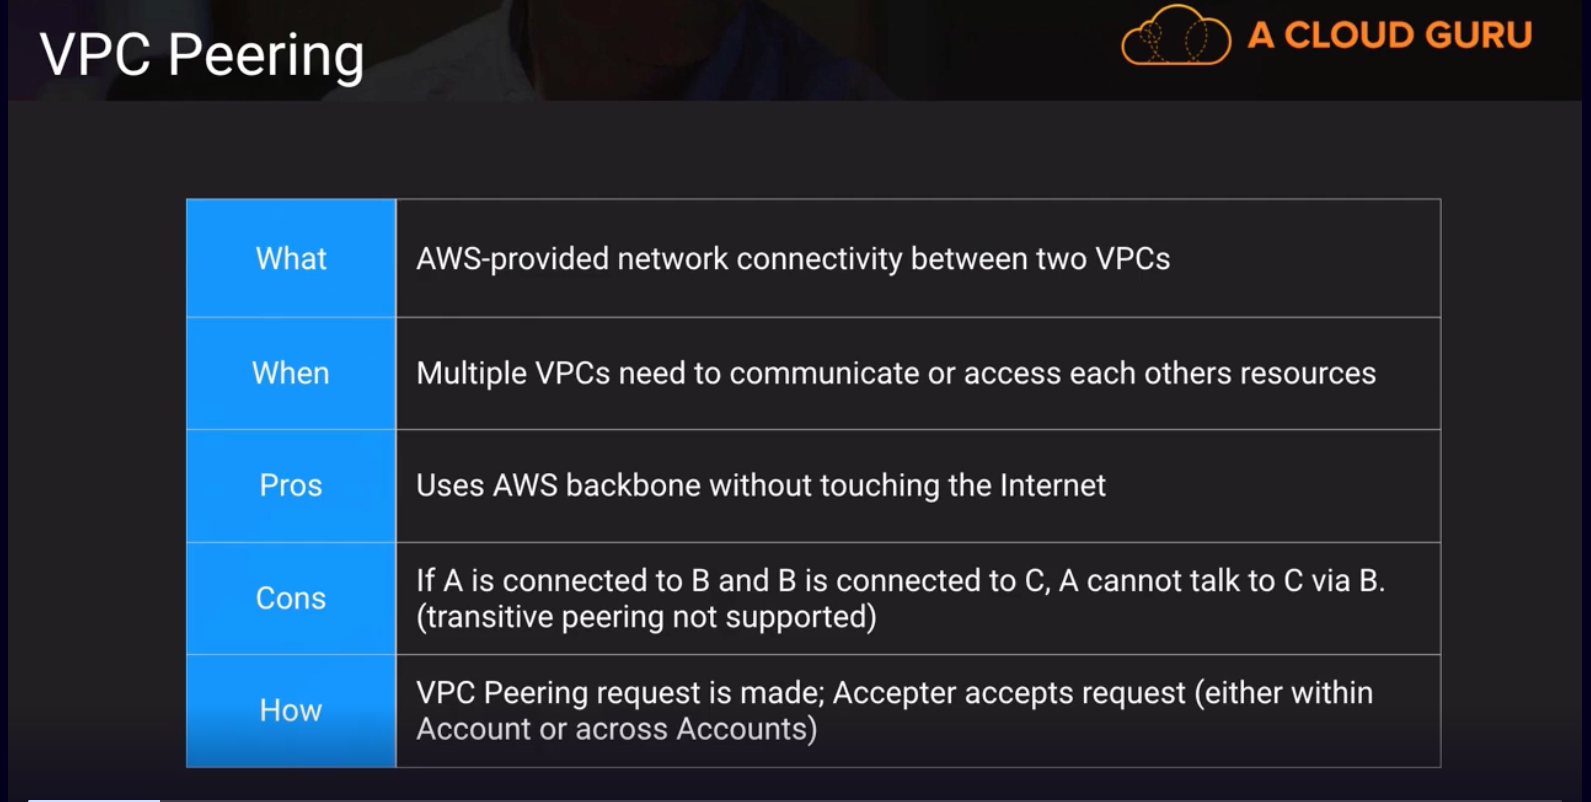 VPC Peering
A CLOUD GURU
What
AWS-provided network connectivity between two VPCs
When
Multiple VPCs need to communicate or access each others resources
Pros
Uses AWS backbone without touching the Internet
Cons
If A is connected to B and B is connected to C, A cannot talk to C via B.
(transitive peering not supported)
How
VPC Peering request is made; Accepter accepts request (either within
Account or across Accounts)